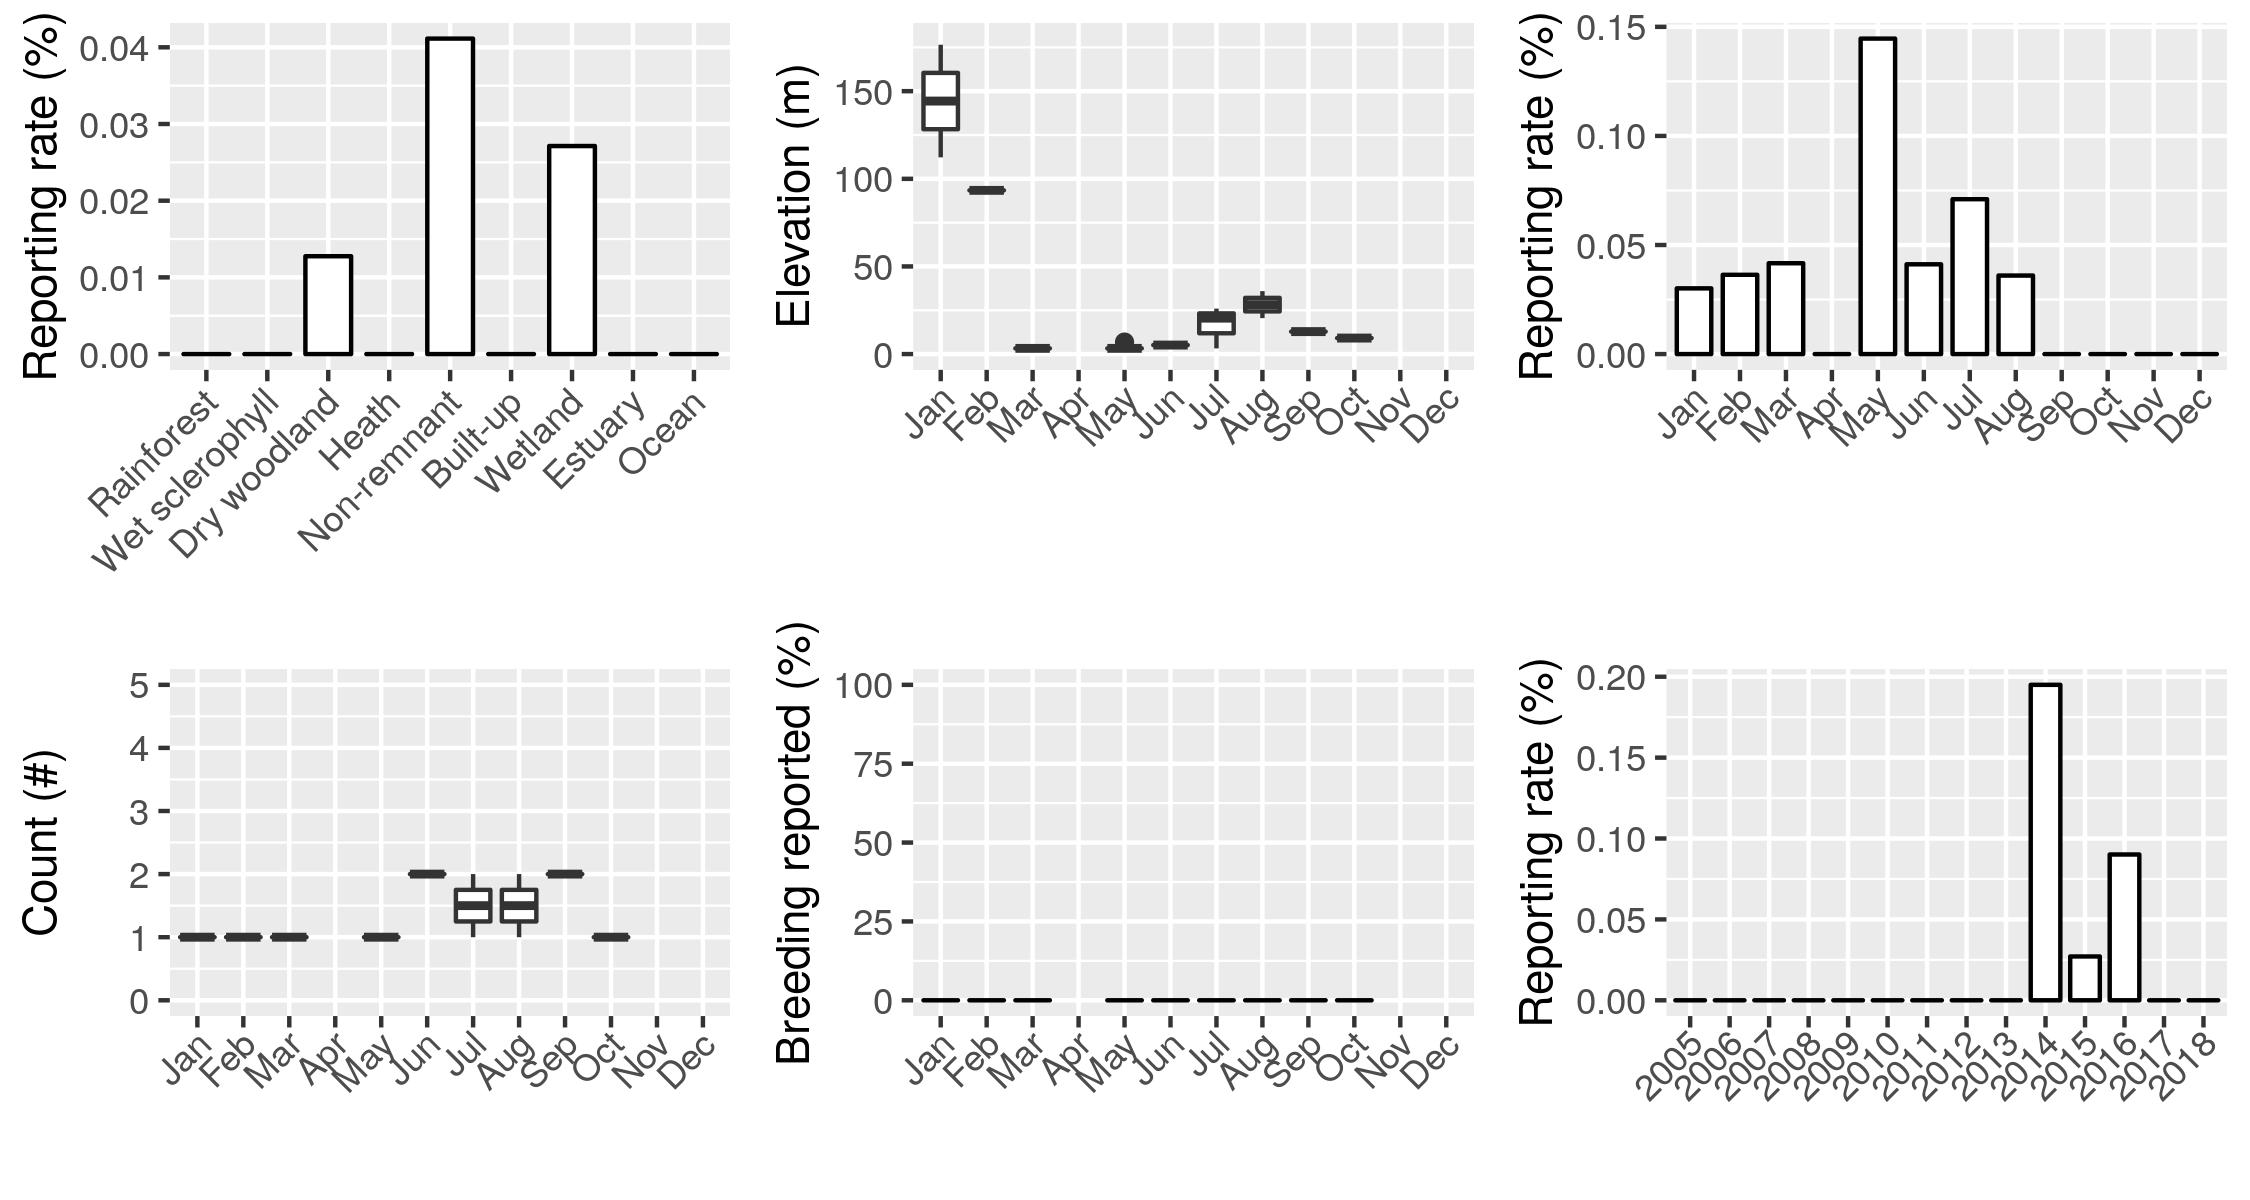 Reporting rate (%)
0.04
0.03
0.02
0.01
0.00
Rainforest
Wet sclerophyll
Dry woodland
Heath
Non-remnant
Built-up
Wetland
Estuary
Ocean
Elevation (m)
150
100
50
0
Jan
Feb
Mar
Apr
May
Jun
Jul
Aug
Sep
Oct
Nov
Dec
Reporting rate (%)
0.15
0.10
0.05
0.00
Jan
Feb
Mar
Apr
May
Jun
Jul
Aug
Sep
Oct
Nov
Dec
Count (#)
5
4
3
2
1
0
Jan
Feb
Mar
Apr
May
Jun
Jul
Aug
Sep
Oct
Nov
Dec
Breeding reported (%)
100
75
50
25
0
Jan
Feb
Mar
Apr
May
Jun
Jul
Aug
Sep
Oct
Nov
Dec
Reporting rate (%)
0.20
0.15
0.10
0.05
0.00
2005
2006
2007
2008
2009
2010
2011
2012
2013
2014
2015
2016
2017
2018